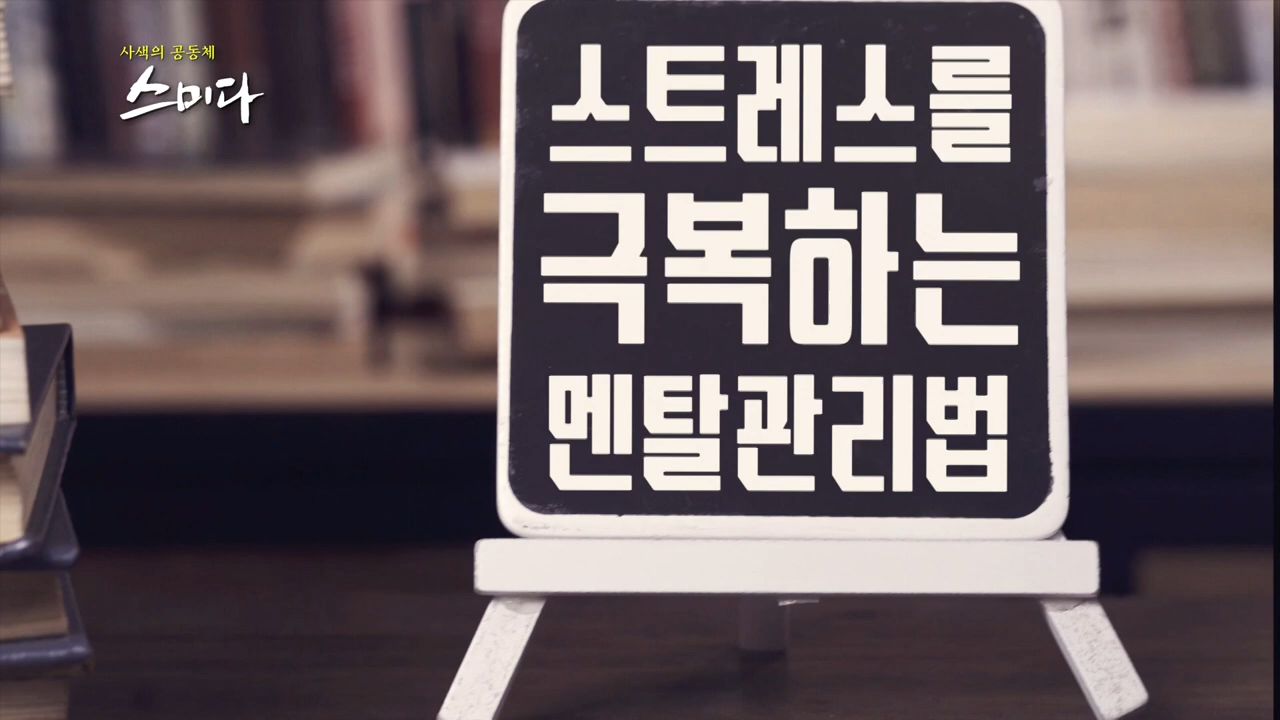 사색의 공동체
스미다
스트레스를
극복하는
멘탈관리법